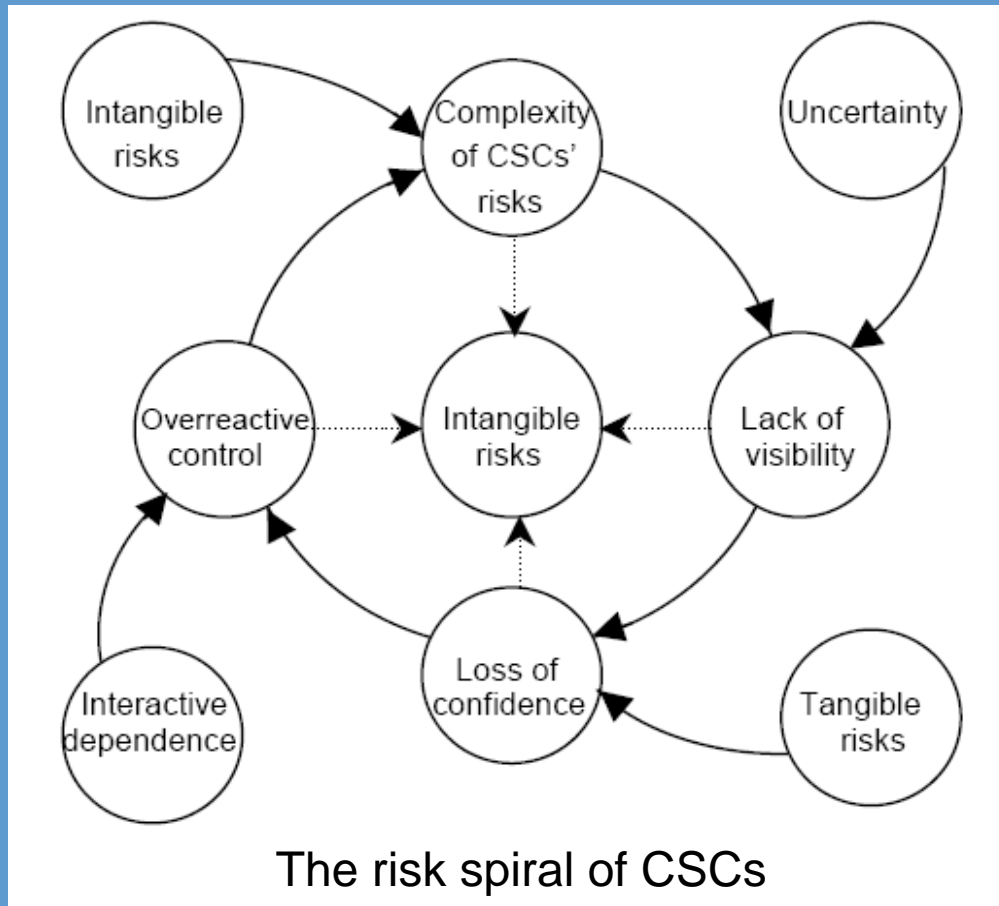 Intangible
risks
Complexity
of CSCs’
risks
Uncertainty
Overreactive
control
Intangible
risks
Lack of
visibility
Interactive
dependence
Loss of
confidence
Tangible
risks
The risk spiral of CSCs